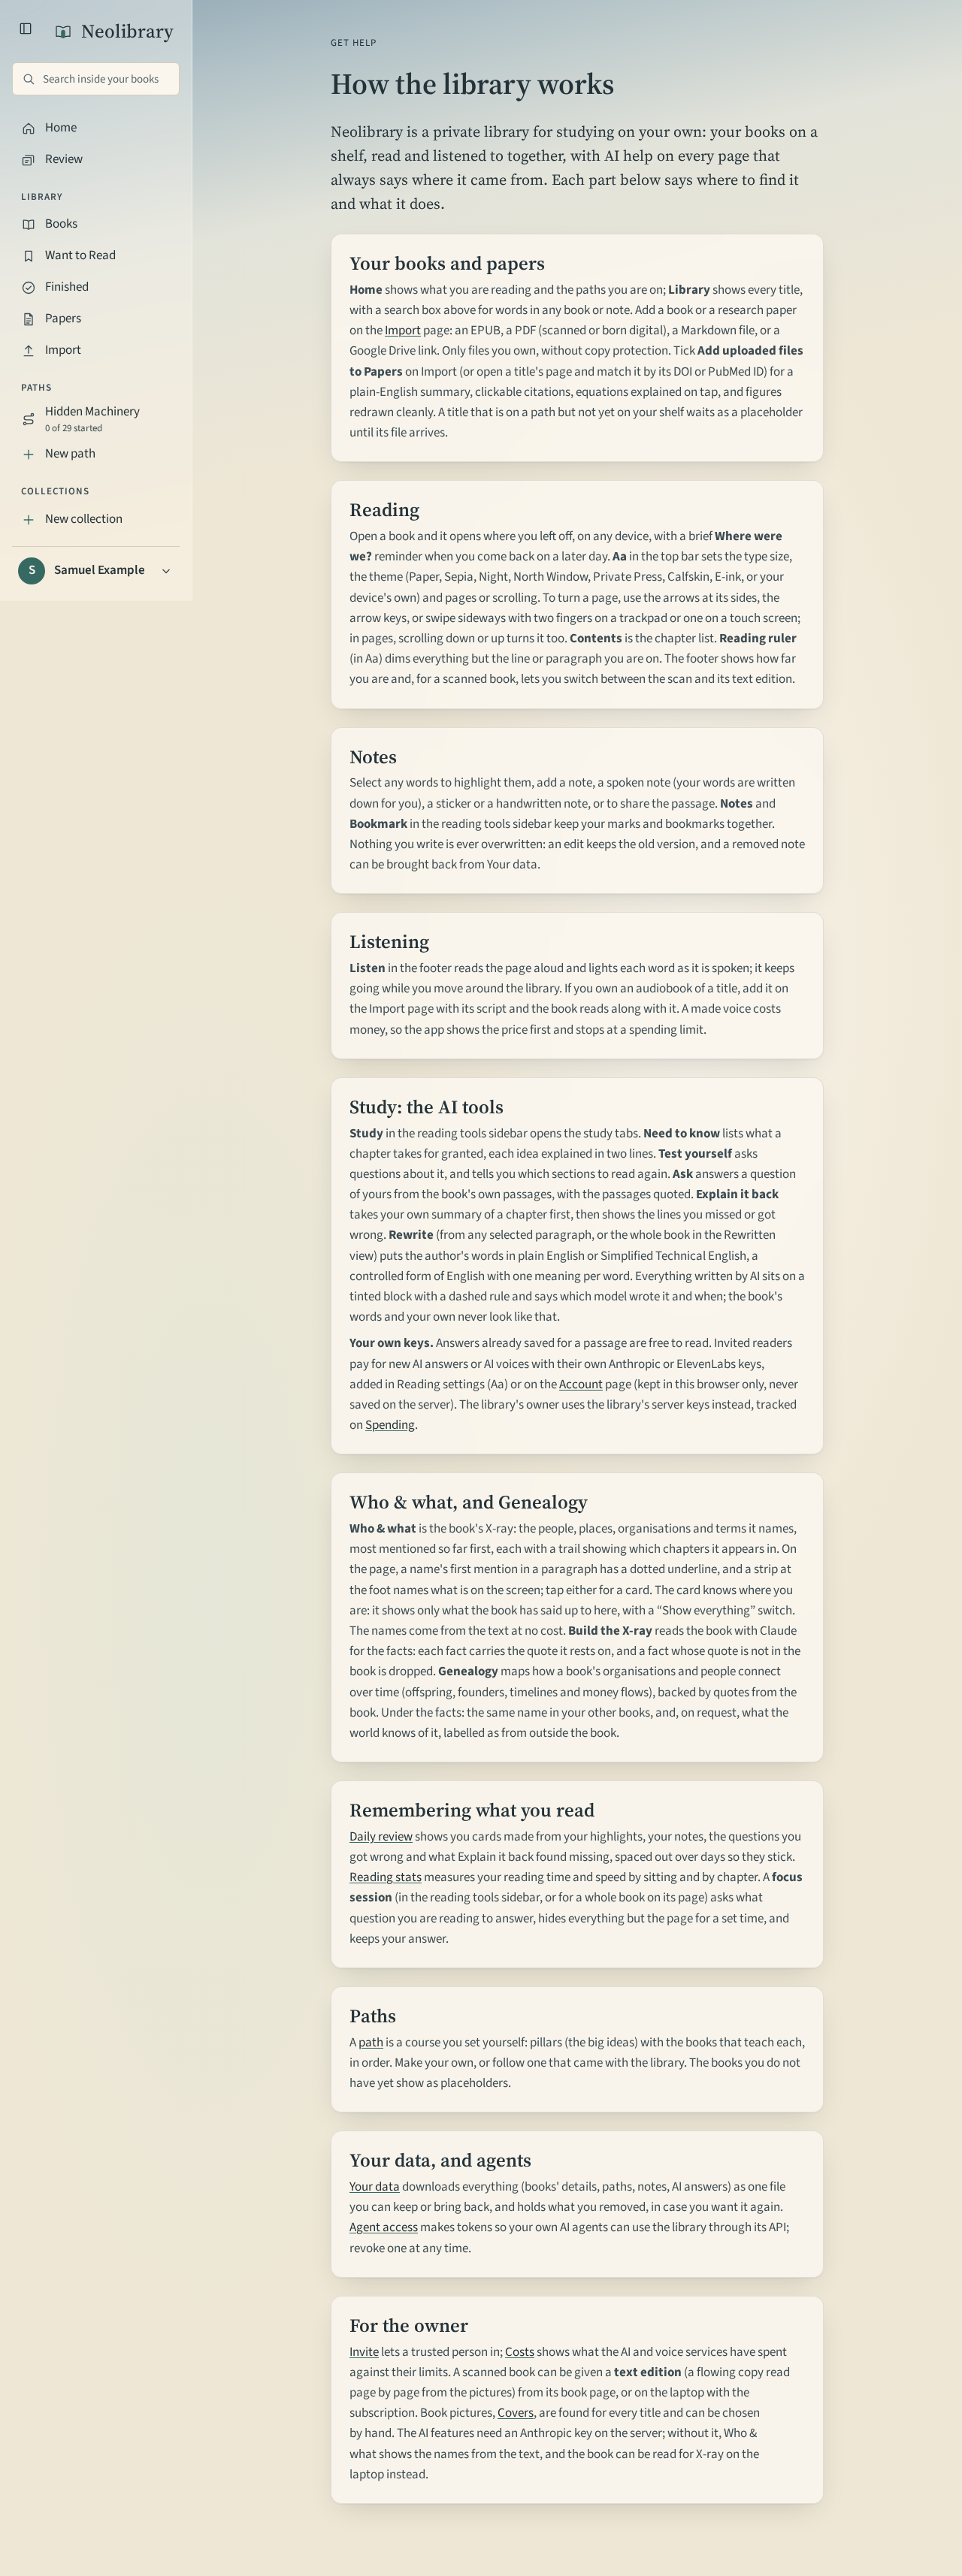 Neolibrary
Search inside your books
Home
Review
LIBRARY
Books
Want to Read
Finished
Papers
Import
PATHS
Hidden Machinery
0 of 29 started
New path
COLLECTIONS
New collection
S
Samuel Example
GET HELP
How the library works
Neolibrary is a private library for studying on your own: your books on a
shelf, read and listened to together, with AI help on every page that
always says where it came from. Each part below says where to find it
and what it does.
Your books and papers
Home shows what you are reading and the paths you are on; Library shows every title,
with a search box above for words in any book or note. Add a book or a research paper
on the Import page: an EPUB, a PDF (scanned or born digital), a Markdown file, or a
Google Drive link. Only files you own, without copy protection. Tick Add uploaded files
to Papers on Import (or open a title's page and match it by its DOI or PubMed ID) for a
plain-English summary, clickable citations, equations explained on tap, and figures
redrawn cleanly. A title that is on a path but not yet on your shelf waits as a placeholder
until its file arrives.
Reading
Open a book and it opens where you left off, on any device, with a brief Where were
we? reminder when you come back on a later day. Aa in the top bar sets the type size,
the theme (Paper, Sepia, Night, North Window, Private Press, Calfskin, E-ink, or your
device's own) and pages or scrolling. To turn a page, use the arrows at its sides, the
arrow keys, or swipe sideways with two fingers on a trackpad or one on a touch screen;
in pages, scrolling down or up turns it too. Contents is the chapter list. Reading ruler
(in Aa) dims everything but the line or paragraph you are on. The footer shows how far
you are and, for a scanned book, lets you switch between the scan and its text edition.
Notes
Select any words to highlight them, add a note, a spoken note (your words are written
down for you), a sticker or a handwritten note, or to share the passage. Notes and
Bookmark in the reading tools sidebar keep your marks and bookmarks together.
Nothing you write is ever overwritten: an edit keeps the old version, and a removed note
can be brought back from Your data.
Listening
Listen in the footer reads the page aloud and lights each word as it is spoken; it keeps
going while you move around the library. If you own an audiobook of a title, add it on
the Import page with its script and the book reads along with it. A made voice costs
money, so the app shows the price first and stops at a spending limit.
Study: the AI tools
Study in the reading tools sidebar opens the study tabs. Need to know lists what a
chapter takes for granted, each idea explained in two lines. Test yourself asks
questions about it, and tells you which sections to read again. Ask answers a question
of yours from the book's own passages, with the passages quoted. Explain it back
takes your own summary of a chapter first, then shows the lines you missed or got
wrong. Rewrite (from any selected paragraph, or the whole book in the Rewritten
view) puts the author's words in plain English or Simplified Technical English, a
controlled form of English with one meaning per word. Everything written by AI sits on a
tinted block with a dashed rule and says which model wrote it and when; the book's
words and your own never look like that.
Your own keys. Answers already saved for a passage are free to read. Invited readers
pay for new AI answers or AI voices with their own Anthropic or ElevenLabs keys,
added in Reading settings (Aa) or on the Account page (kept in this browser only, never
saved on the server). The library's owner uses the library's server keys instead, tracked
on Spending.
Who & what, and Genealogy
Who & what is the book's X-ray: the people, places, organisations and terms it names,
most mentioned so far first, each with a trail showing which chapters it appears in. On
the page, a name's first mention in a paragraph has a dotted underline, and a strip at
the foot names what is on the screen; tap either for a card. The card knows where you
are: it shows only what the book has said up to here, with a “Show everything” switch.
The names come from the text at no cost. Build the X-ray reads the book with Claude
for the facts: each fact carries the quote it rests on, and a fact whose quote is not in the
book is dropped. Genealogy maps how a book's organisations and people connect
over time (offspring, founders, timelines and money flows), backed by quotes from the
book. Under the facts: the same name in your other books, and, on request, what the
world knows of it, labelled as from outside the book.
Remembering what you read
Daily review shows you cards made from your highlights, your notes, the questions you
got wrong and what Explain it back found missing, spaced out over days so they stick.
Reading stats measures your reading time and speed by sitting and by chapter. A focus
session (in the reading tools sidebar, or for a whole book on its page) asks what
question you are reading to answer, hides everything but the page for a set time, and
keeps your answer.
Paths
A path is a course you set yourself: pillars (the big ideas) with the books that teach each,
in order. Make your own, or follow one that came with the library. The books you do not
have yet show as placeholders.
Your data, and agents
Your data downloads everything (books' details, paths, notes, AI answers) as one file
you can keep or bring back, and holds what you removed, in case you want it again.
Agent access makes tokens so your own AI agents can use the library through its API;
revoke one at any time.
For the owner
Invite lets a trusted person in; Costs shows what the AI and voice services have spent
against their limits. A scanned book can be given a text edition (a flowing copy read
page by page from the pictures) from its book page, or on the laptop with the
subscription. Book pictures, Covers, are found for every title and can be chosen
by hand. The AI features need an Anthropic key on the server; without it, Who &
what shows the names from the text, and the book can be read for X-ray on the
laptop instead.